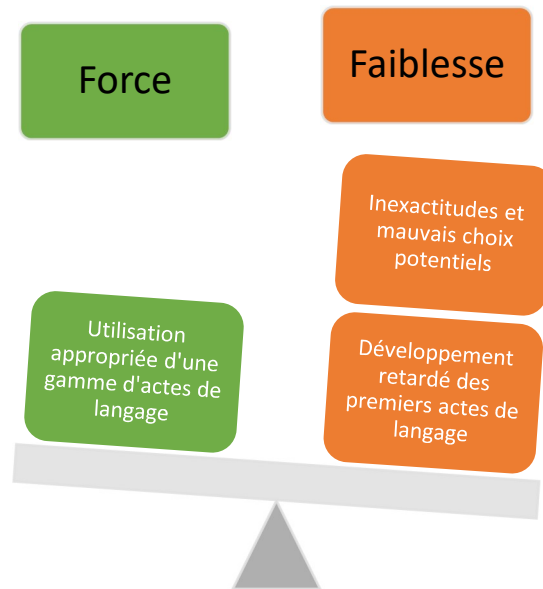 Force
Faiblesse
Inexactitudes et
mauvais choix
potentiels
Utilisation
appropriée d'une
gamme d'actes de
langage
Développement
retardé des
premiers actes de
langage